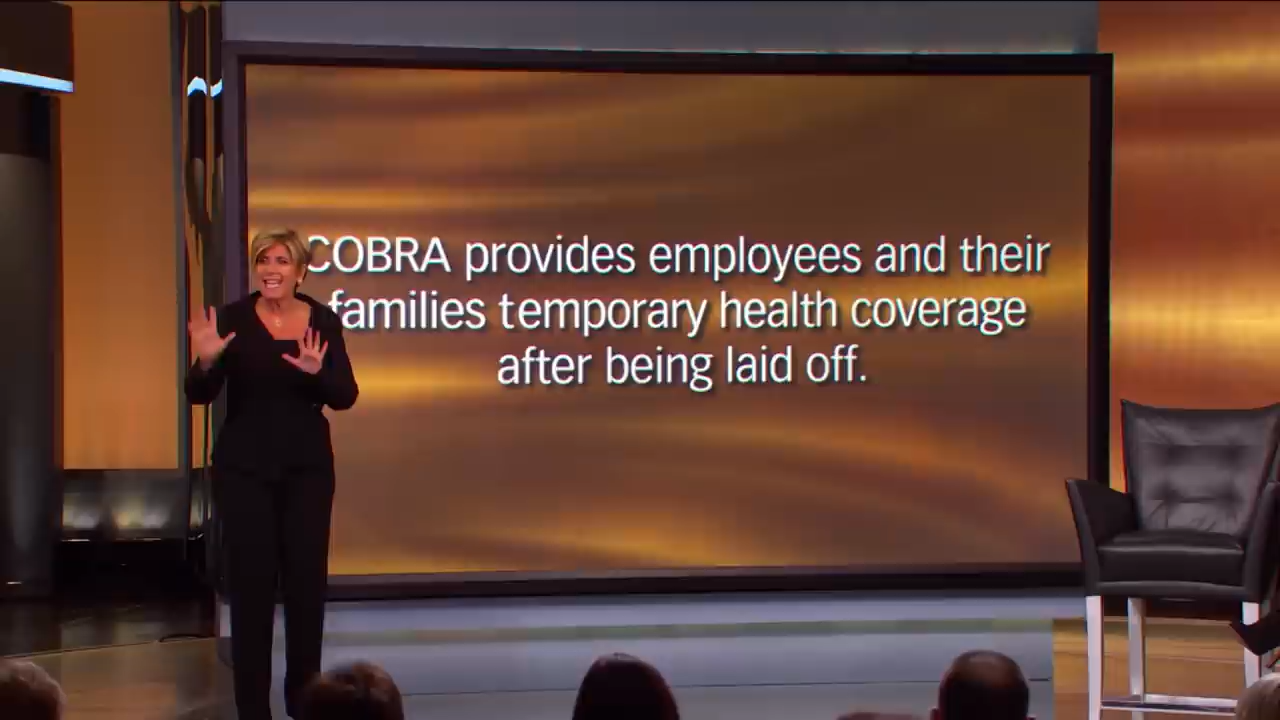 COBRA provides employees and their
families temporary health coverage
after being laid off.